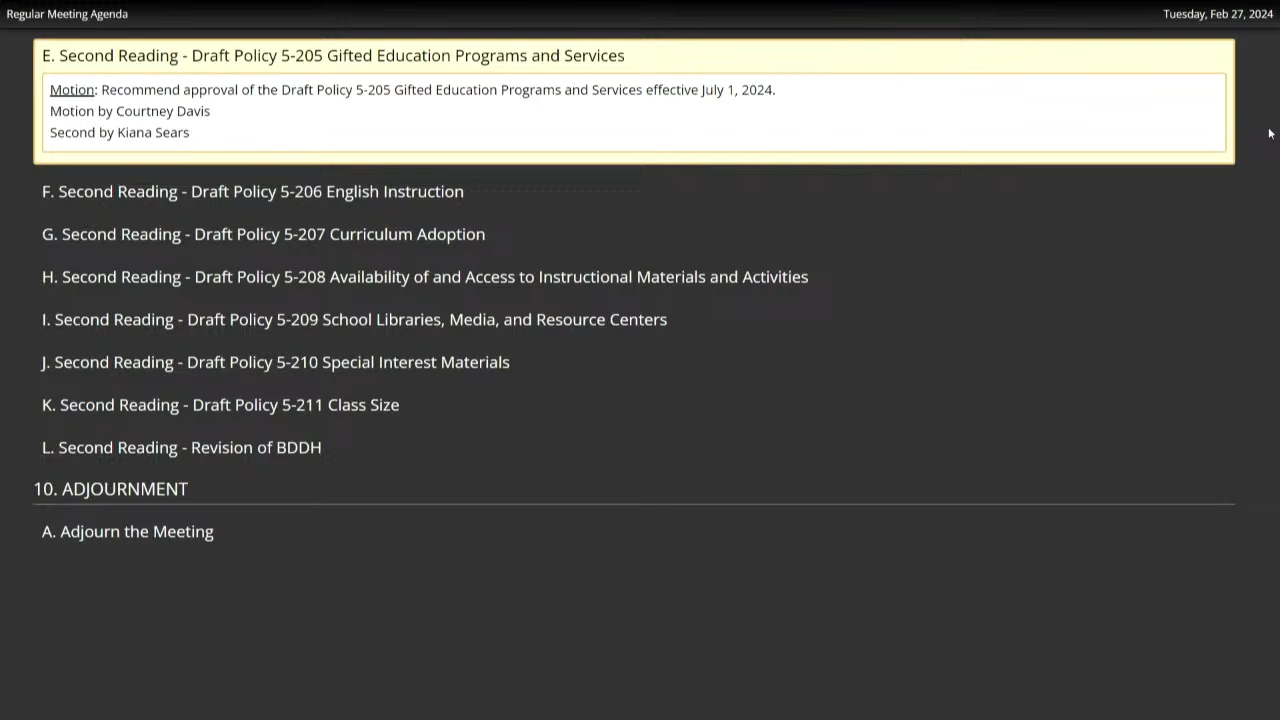 Regular Meeting Agenda
Tuesday, Feb 27, 2024
E. Second Reading - Draft Policy 5-205 Gifted Education Programs and Services
Motion: Recommend approval of the Draft Policy 5-205 Gifted Education Programs and Services effective July 1, 2024.
Motion by Courtney Davis
Second by Kiana Sears
F. Second Reading - Draft Policy 5-206 English Instruction
G. Second Reading - Draft Policy 5-207 Curriculum Adoption
H. Second Reading - Draft Policy 5-208 Availability of and Access to Instructional Materials and Activities
I. Second Reading - Draft Policy 5-209 School Libraries, Media, and Resource Centers
J. Second Reading - Draft Policy 5-210 Special Interest Materials
K. Second Reading - Draft Policy 5-211 Class Size
L. Second Reading - Revision of BDDH
10. ADJOURNMENT
A. Adjourn the Meeting